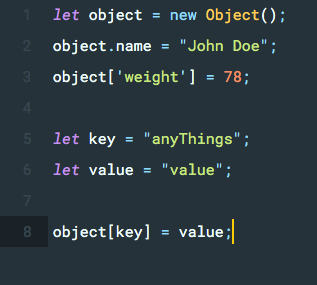 1 let object = new Object();
2 object.name = "John Doe";
3 object['weight'] = 78;
4
5 let key = "anyThings";
6 let value = "value";
7
8 object[key] = value;